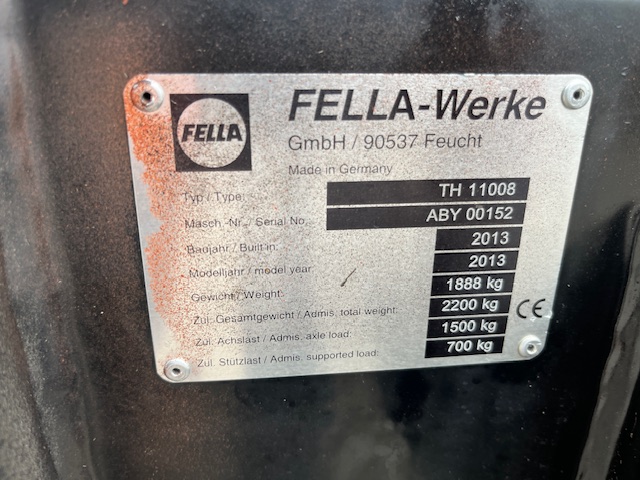 FELLA
FELLA-Werke
GmbH / 90537 Feucht
Made in Germany
Typ / Type: TH 11008
Masch.-Nr. / Serial No. ABY 00152
Baujahr / Built in: 2013
Modelljahr / model year: 2013
Gewicht / Weight: 1888 kg
Zul. Gesamtgewicht / Admis. total weight: 2200 kg
Zul. Achslast / Admis. axle load: 1500 kg
Zul. Stützlast / Admis. supported load: 700 kg
CE